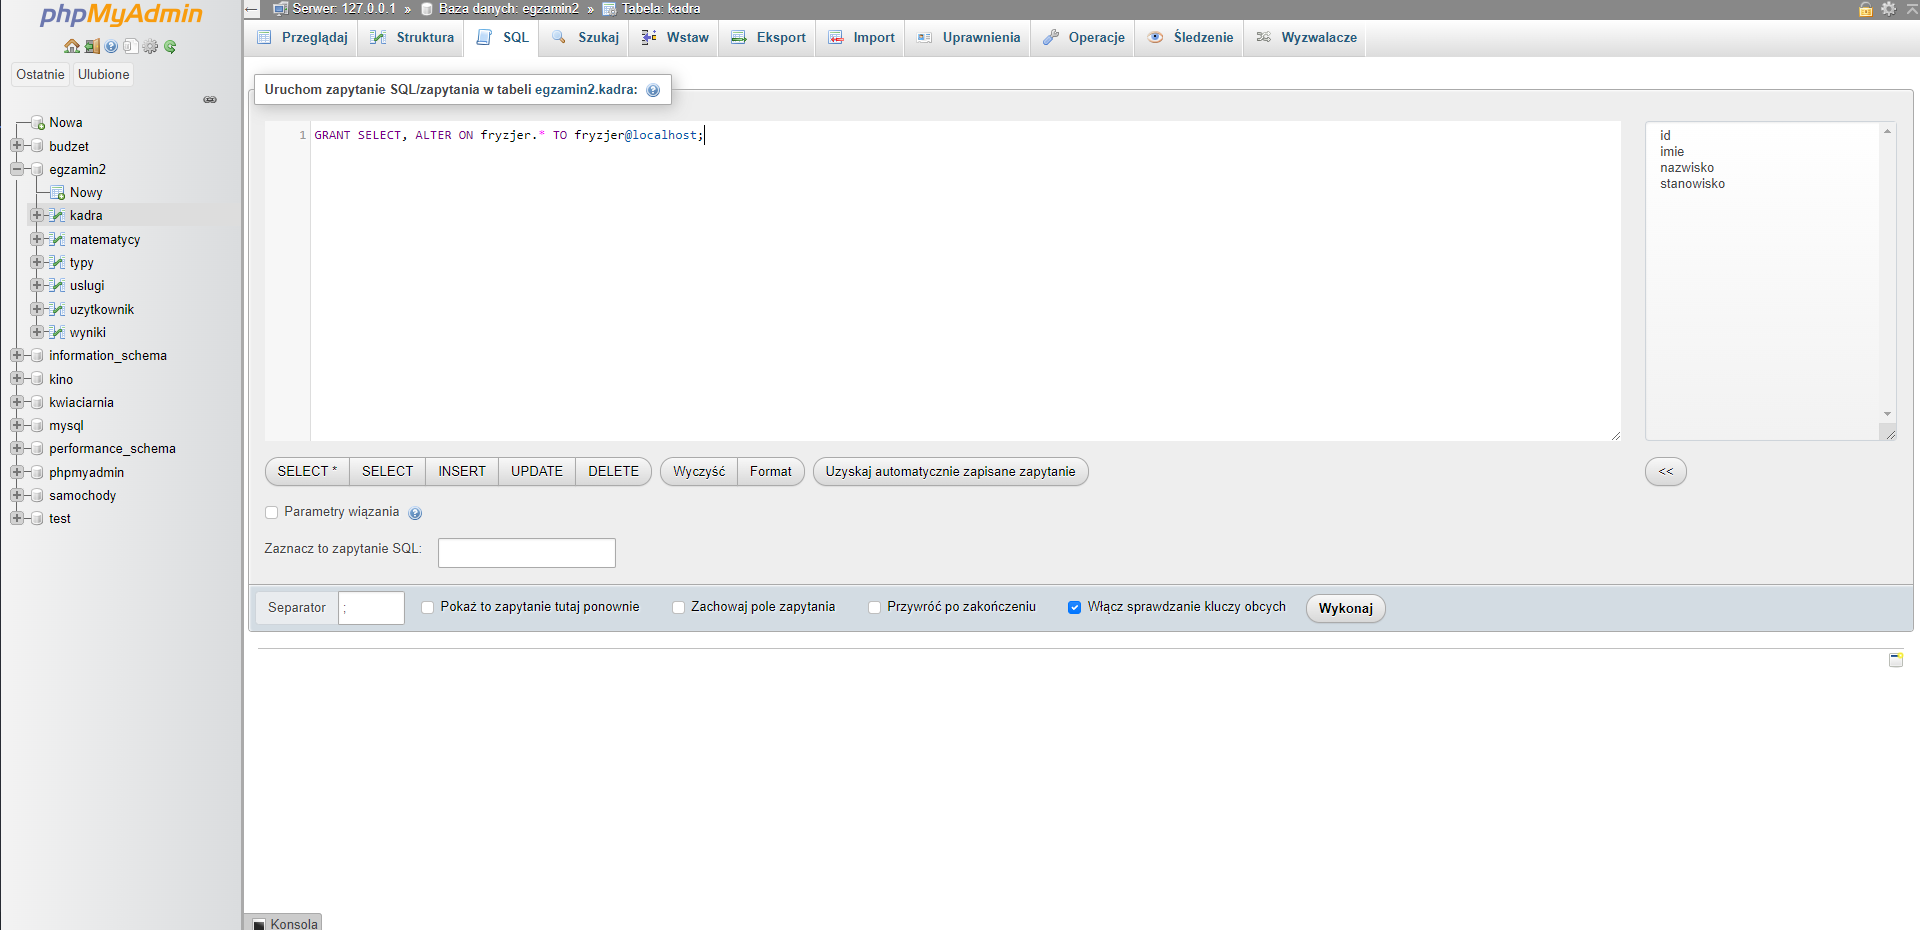 phpMyAdmin
Ostatnie Ulubione
Nowa
budzet
egzamin2
Nowy
kadra
matematycy
typy
uslugi
uzytkownik
wyniki
information_schema
kino
kwiaciarnia
mysql
performance_schema
phpmyadmin
samochody
test
Serwer: 127.0.0.1 » Baza danych: egzamin2 » Tabela: kadra
Przeglądaj Struktura SQL Szukaj Wstaw Eksport Import Uprawnienia Operacje Śledzenie Wyzwalacze
Uruchom zapytanie SQL/zapytania w tabeli egzamin2.kadra:
1 GRANT SELECT, ALTER ON fryzjer.* TO fryzjer@localhost;
id
imie
nazwisko
stanowisko
SELECT * SELECT INSERT UPDATE DELETE Wyczyść Format Uzyskaj automatycznie zapisane zapytanie <<
Parametry wiązania
Zaznacz to zapytanie SQL:
Separator ; Pokaż to zapytanie tutaj ponownie Zachowaj pole zapytania Przywróć po zakończeniu Włącz sprawdzanie kluczy obcych Wykonaj
Konsola